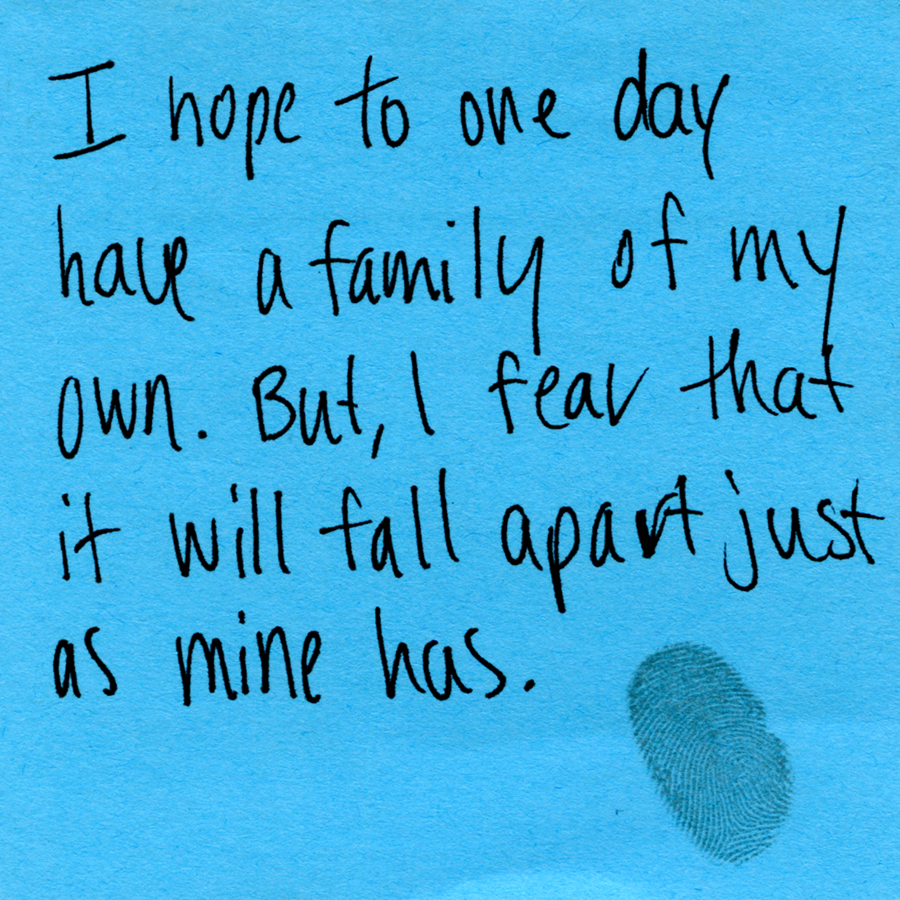 I hope to one day
have a family of my
own. But, I fear that
it will fall apart just
as mine has.